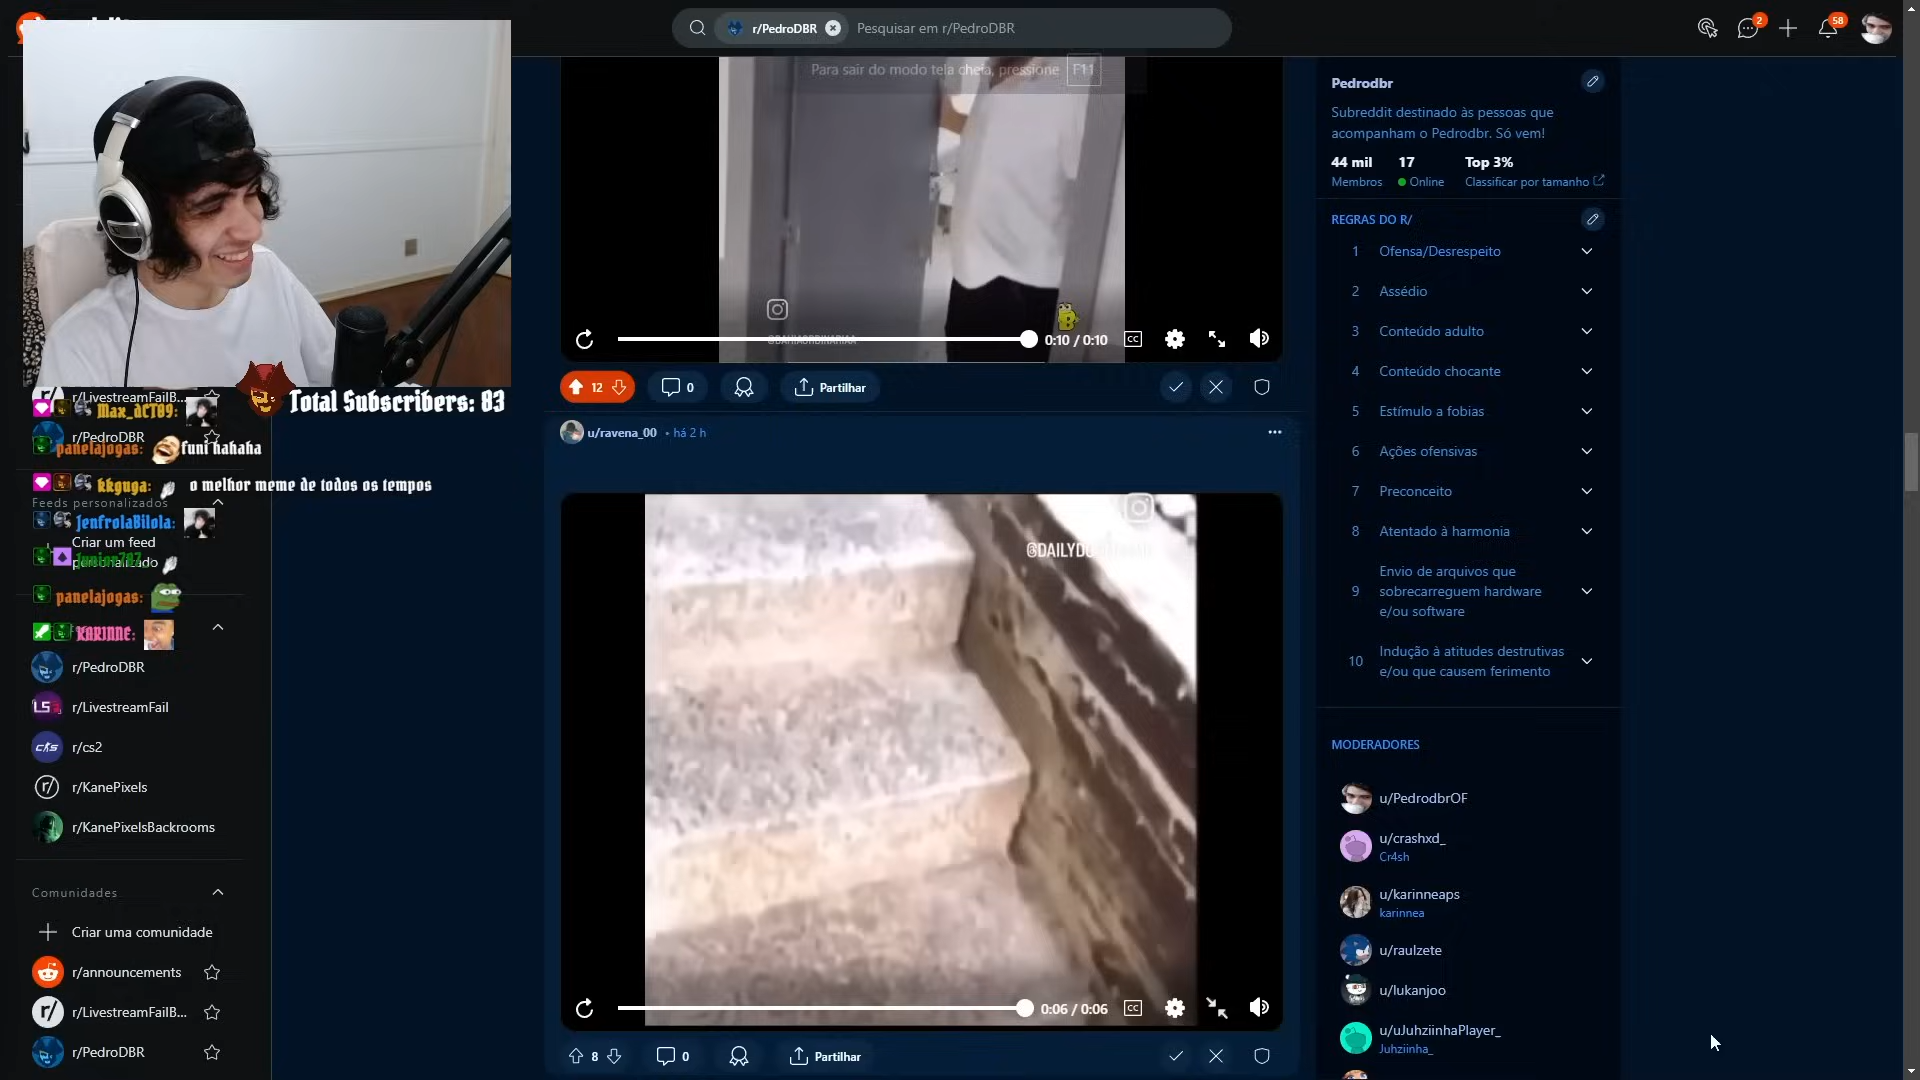 r/PedroDBR
Pesquisar em r/PedroDBR
2
58
Para sair do modo tela cheia, pressione F11
0:10 / 0:10
CC
12
0
Partilhar
r/LivestreamFailB...
Total Subscribers: 83
Max_ACT09:
r/PedroDBR
panelajogas: funi hahaha
kkguga: o melhor meme de todos os tempos
Feeds personalizados
JenfrolaBilola:
Criar um feed
panelajogas:
KARINNE:
r/PedroDBR
r/LivestreamFail
r/cs2
r/KanePixels
r/KanePixelsBackrooms
Comunidades
Criar uma comunidade
r/announcements
r/LivestreamFailB...
r/PedroDBR
u/ravena_00 • há 2 h
0:06 / 0:06
CC
8
0
Partilhar
Pedrodbr
Subreddit destinado às pessoas que
acompanham o Pedrodbr. Só vem!
44 mil 17 Top 3%
Membros Online Classificar por tamanho
REGRAS DO R/
1 Ofensa/Desrespeito
2 Assédio
3 Conteúdo adulto
4 Conteúdo chocante
5 Estímulo a fobias
6 Ações ofensivas
7 Preconceito
8 Atentado à harmonia
9 Envio de arquivos que
sobrecarreguem hardware
e/ou software
10 Indução à atitudes destrutivas
e/ou que causem ferimento
MODERADORES
u/PedrodbrOF
u/crashxd_
Cr4sh
u/karinneaps
karinnea
u/raulzete
u/lukanjoo
u/uJuhziinhaPlayer_
Juhziinha_